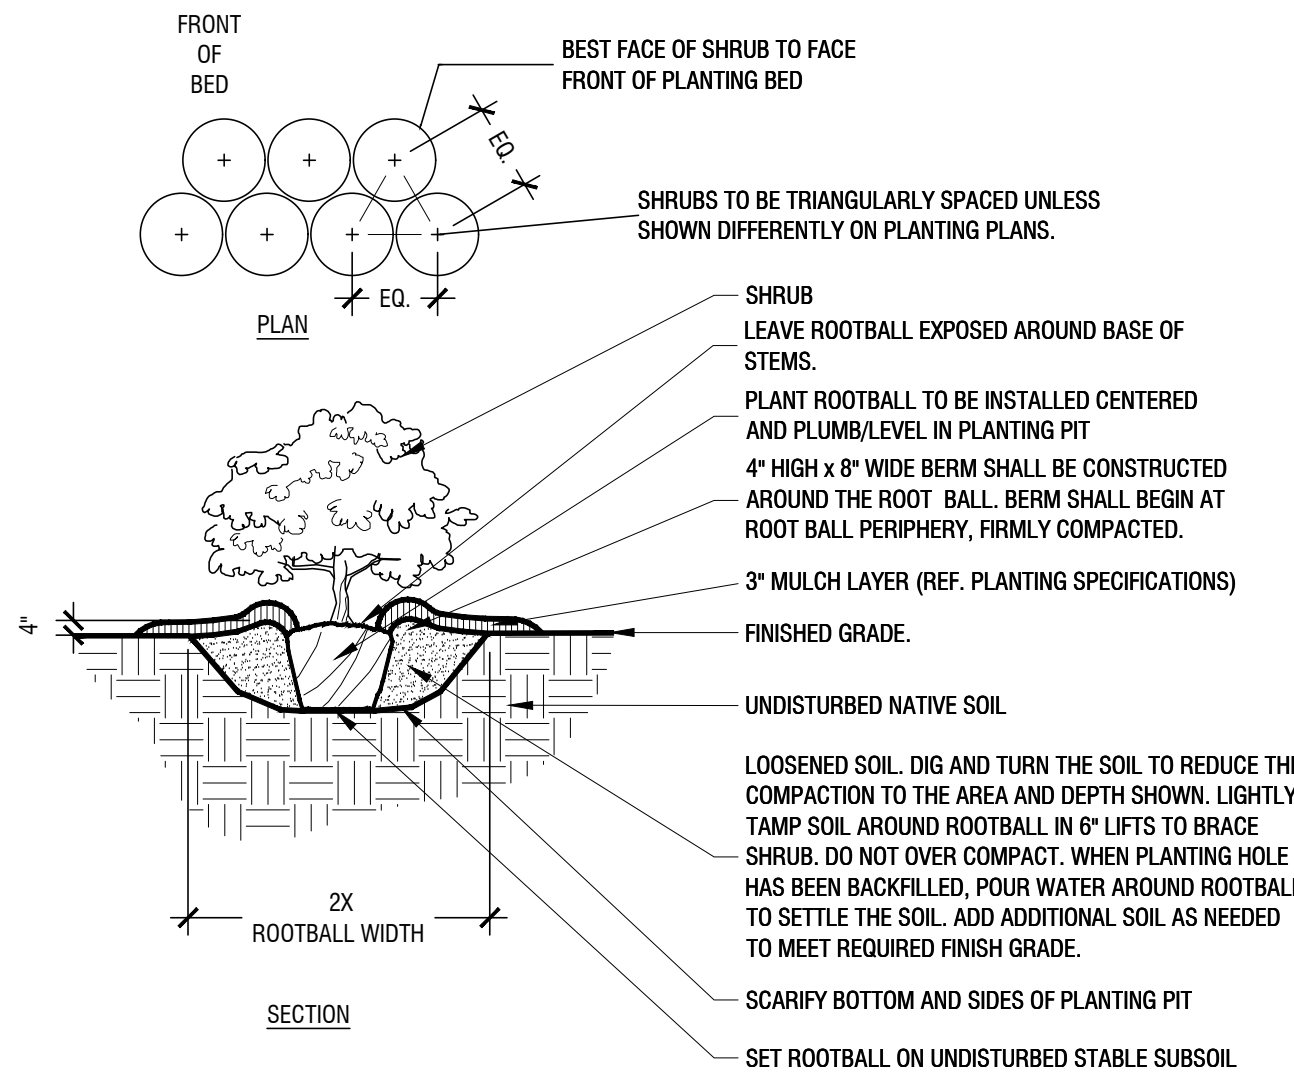 FRONT
OF
BED
BEST FACE OF SHRUB TO FACE
FRONT OF PLANTING BED
EQ.
SHRUBS TO BE TRIANGULARLY SPACED UNLESS
SHOWN DIFFERENTLY ON PLANTING PLANS.
EQ.
PLAN
SHRUB
LEAVE ROOTBALL EXPOSED AROUND BASE OF
STEMS.
PLANT ROOTBALL TO BE INSTALLED CENTERED
AND PLUMB/LEVEL IN PLANTING PIT
4" HIGH x 8" WIDE BERM SHALL BE CONSTRUCTED
AROUND THE ROOT BALL. BERM SHALL BEGIN AT
ROOT BALL PERIPHERY, FIRMLY COMPACTED.
3" MULCH LAYER (REF. PLANTING SPECIFICATIONS)
4"
FINISHED GRADE.
UNDISTURBED NATIVE SOIL
LOOSENED SOIL. DIG AND TURN THE SOIL TO REDUCE THE
COMPACTION TO THE AREA AND DEPTH SHOWN. LIGHTLY
TAMP SOIL AROUND ROOTBALL IN 6" LIFTS TO BRACE
SHRUB. DO NOT OVER COMPACT. WHEN PLANTING HOLE
HAS BEEN BACKFILLED, POUR WATER AROUND ROOTBALL
TO SETTLE THE SOIL. ADD ADDITIONAL SOIL AS NEEDED
TO MEET REQUIRED FINISH GRADE.
2X
ROOTBALL WIDTH
SCARIFY BOTTOM AND SIDES OF PLANTING PIT
SECTION
SET ROOTBALL ON UNDISTURBED STABLE SUBSOIL